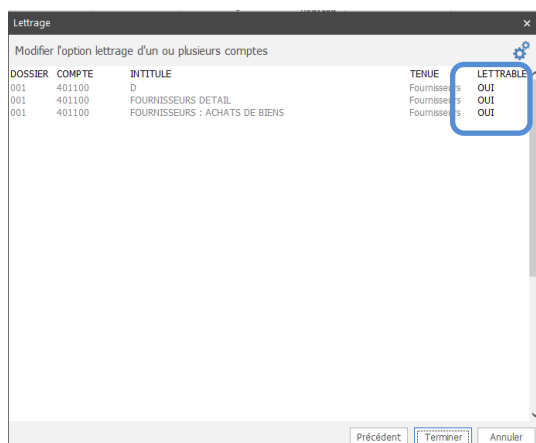 Lettrage ×
Modifier l'option lettrage d'un ou plusieurs comptes
DOSSIER COMPTE INTITULE TENUE LETTRABLE
001 401100 D Fournisseurs OUI
001 401100 FOURNISSEURS DETAIL Fournisseurs OUI
001 401100 FOURNISSEURS : ACHATS DE BIENS Fournisseurs OUI
Précédent Terminer Annuler